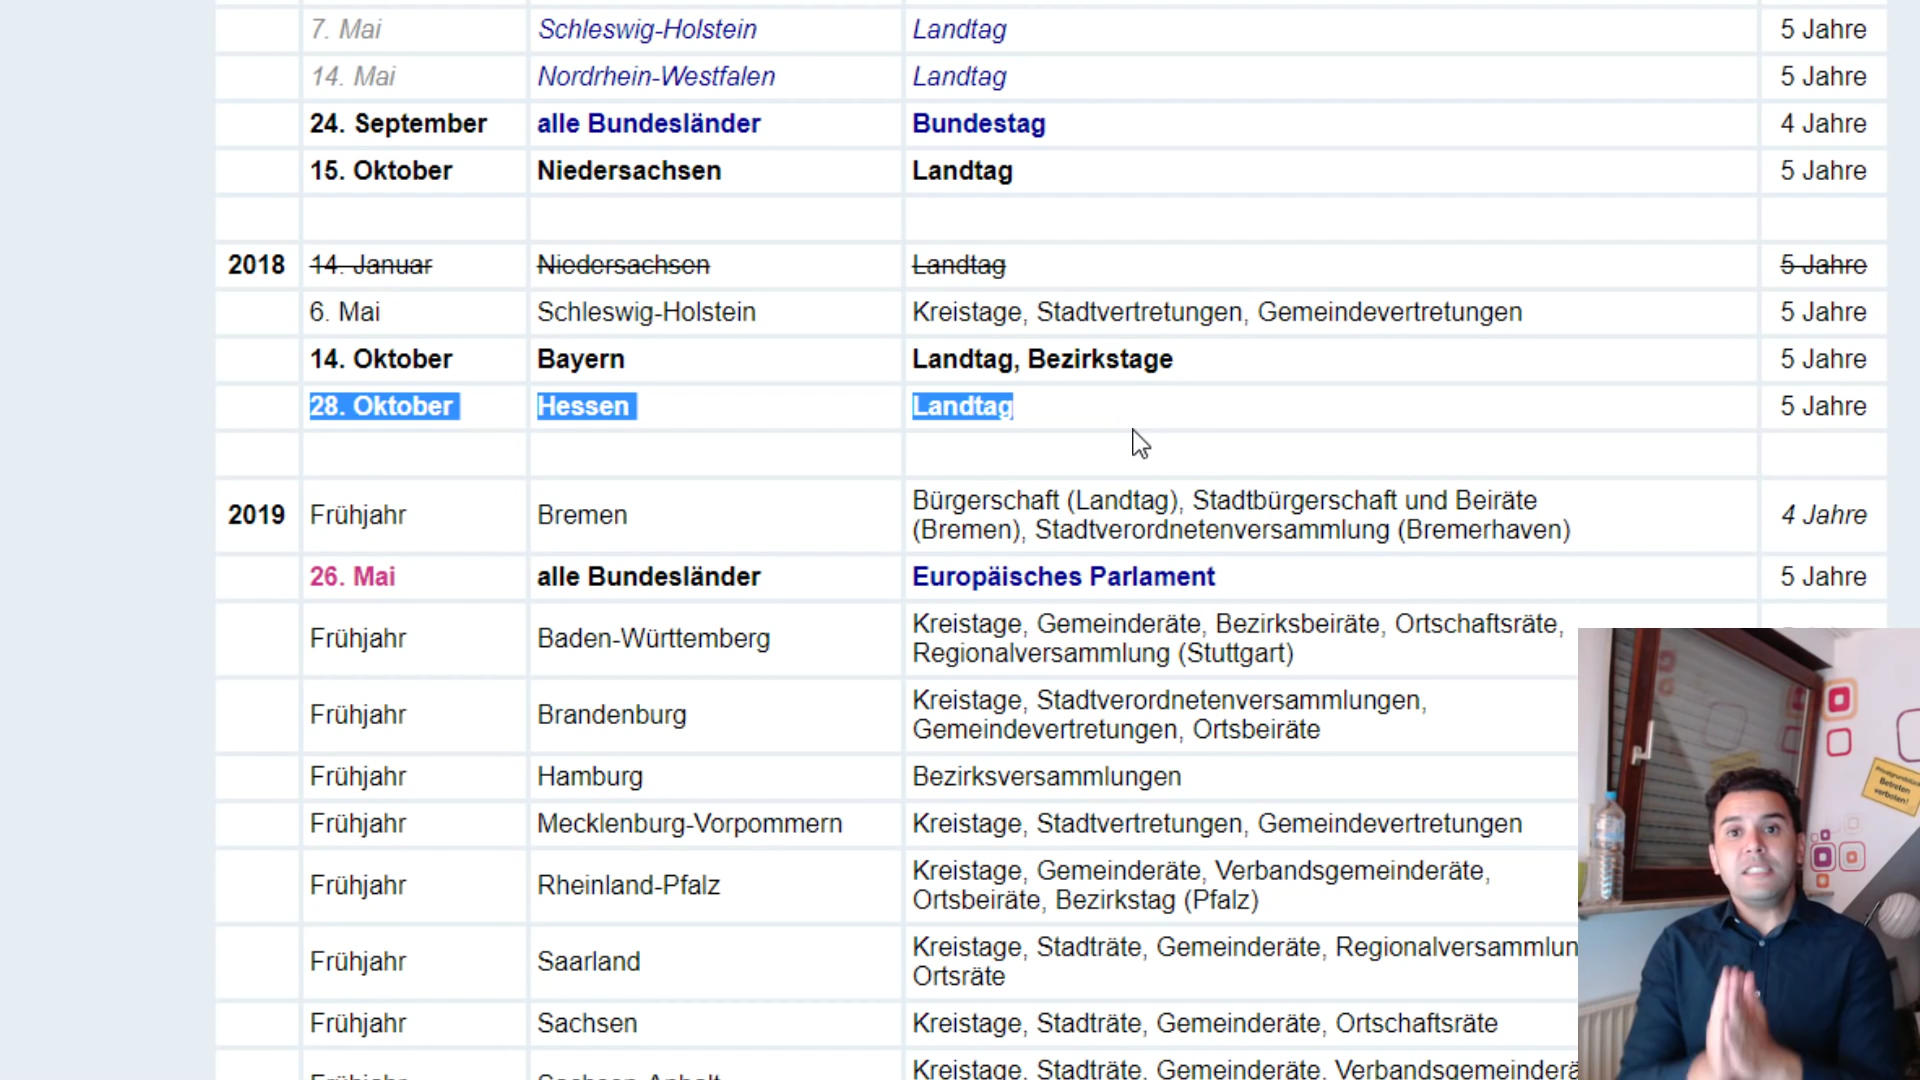 7. Mai Schleswig-Holstein Landtag 5 Jahre
14. Mai Nordrhein-Westfalen Landtag 5 Jahre
24. September alle Bundesländer Bundestag 4 Jahre
15. Oktober Niedersachsen Landtag 5 Jahre
2018 14. Januar Niedersachsen Landtag 5 Jahre
6. Mai Schleswig-Holstein Kreistage, Stadtvertretungen, Gemeindevertretungen 5 Jahre
14. Oktober Bayern Landtag, Bezirkstage 5 Jahre
28. Oktober Hessen Landtag 5 Jahre
2019 Frühjahr Bremen Bürgerschaft (Landtag), Stadtbürgerschaft und Beiräte
(Bremen), Stadtverordnetenversammlung (Bremerhaven) 4 Jahre
26. Mai alle Bundesländer Europäisches Parlament 5 Jahre
Frühjahr Baden-Württemberg Kreistage, Gemeinderäte, Bezirksbeiräte, Ortschaftsräte,
Regionalversammlung (Stuttgart)
Frühjahr Brandenburg Kreistage, Stadtverordnetenversammlungen,
Gemeindevertretungen, Ortsbeiräte
Frühjahr Hamburg Bezirksversammlungen
Frühjahr Mecklenburg-Vorpommern Kreistage, Stadtvertretungen, Gemeindevertretungen
Frühjahr Rheinland-Pfalz Kreistage, Gemeinderäte, Verbandsgemeinderäte,
Ortsbeiräte, Bezirkstag (Pfalz)
Frühjahr Saarland Kreistage, Stadträte, Gemeinderäte, Regionalversammlun
Ortsräte
Frühjahr Sachsen Kreistage, Stadträte, Gemeinderäte, Ortschaftsräte
Kreistage, Stadträte, Gemeinderäte, Verbandsgemeinderä
Betreten
verboten!